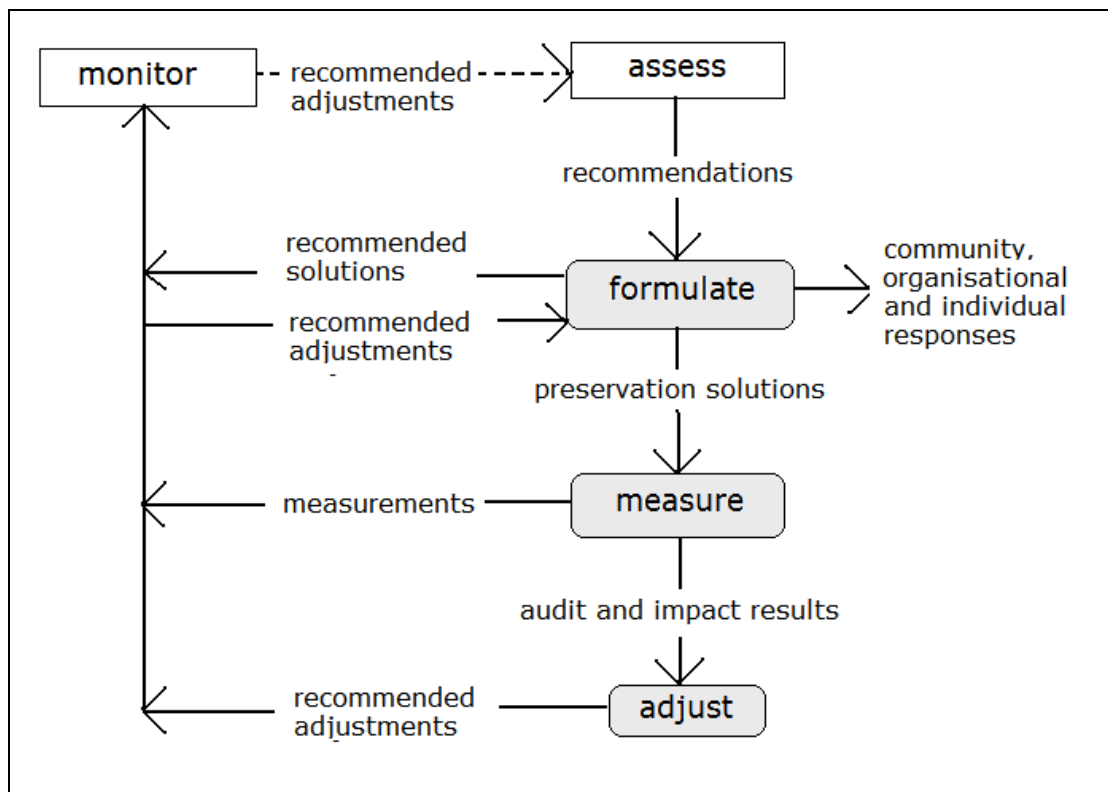 monitor
recommended
adjustments
assess
recommendations
recommended
solutions
formulate
community,
organisational
and individual
responses
recommended
adjustments
preservation solutions
measurements
measure
audit and impact results
recommended
adjustments
adjust